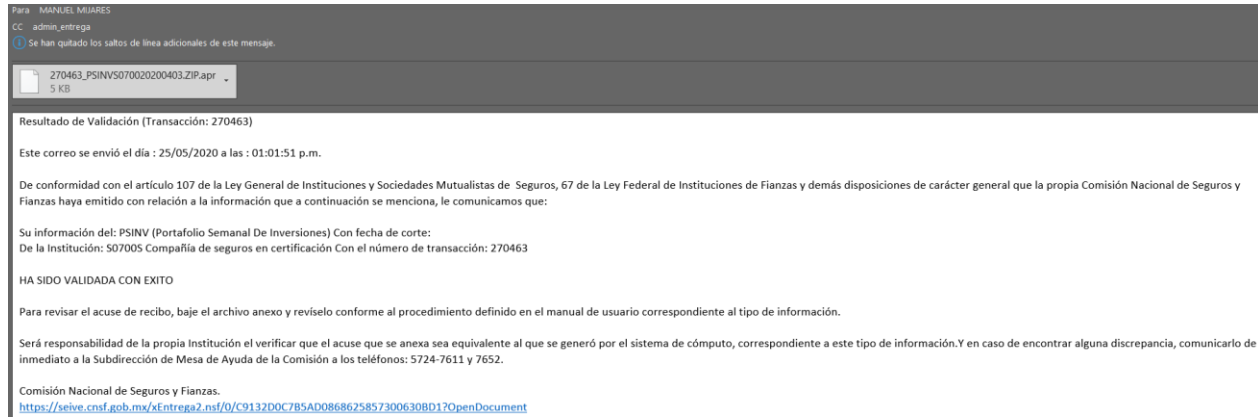 Para MANUEL MIJARES
CC admin_entrega
Se han quitado los saltos de línea adicionales de este mensaje.
270463_PSINVS070020200403.ZIP.apr
5 KB
Resultado de Validación (Transacción: 270463)
Este correo se envió el día : 25/05/2020 a las : 01:01:51 p.m.
De conformidad con el artículo 107 de la Ley General de Instituciones y Sociedades Mutualistas de Seguros, 67 de la Ley Federal de Instituciones de Fianzas y demás disposiciones de carácter general que la propia Comisión Nacional de Seguros y
Fianzas haya emitido con relación a la información que a continuación se menciona, le comunicamos que:
Su información del: PSINV (Portafolio Semanal De Inversiones) Con fecha de corte:
De la Institución: S0700S Compañía de seguros en certificación Con el número de transacción: 270463
HA SIDO VALIDADA CON EXITO
Para revisar el acuse de recibo, baje el archivo anexo y revíselo conforme al procedimiento definido en el manual de usuario correspondiente al tipo de información.
Será responsabilidad de la propia Institución el verificar que el acuse que se anexa sea equivalente al que se generó por el sistema de cómputo, correspondiente a este tipo de información.Y en caso de encontrar alguna discrepancia, comunicarlo de
inmediato a la Subdirección de Mesa de Ayuda de la Comisión a los teléfonos: 5724-7611 y 7652.
Comisión Nacional de Seguros y Fianzas.
https://seive.cnsf.gob.mx/xEntrega2.nsf/0/C9132D0C7B5AD0868625857300630BD1?OpenDocument